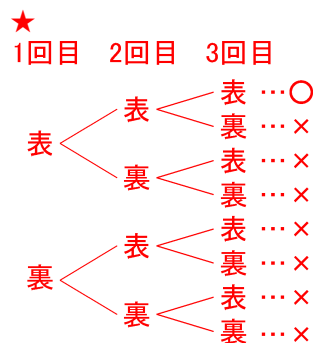 ★
1回目 2回目 3回目
表 …○
表
裏 …×
表
表 …×
裏
裏 …×
表 …×
表
裏 …×
裏
表 …×
裏
裏 …×